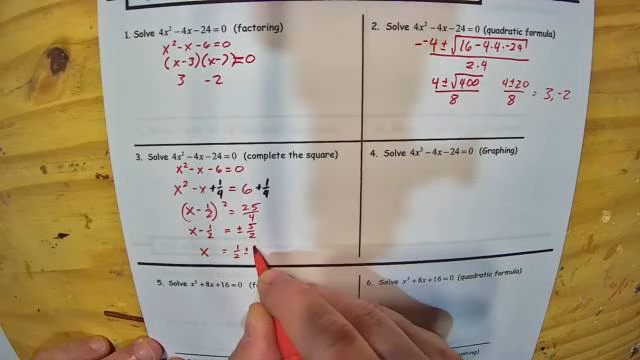 1. Solve 4x² - 4x - 24 = 0 (factoring)
x² - x - 6 = 0
(x - 3)(x - ) = 0
3 -2
2. Solve 4x² - 4x - 24 = 0 (quadratic formula)
--4 ± √16 - 4·4·-24
2·4
4 ± √400 / 8 4 ± 20 / 8 = 3, -2
3. Solve 4x² - 4x - 24 = 0 (complete the square)
x² - x - 6 = 0
x² - x + 1/4 = 6 + 1/4
(x - 1/2)² = 25/4
x - 1/2 = ± 5/2
x = 1/2 ±
4. Solve 4x² - 4x - 24 = 0 (Graphing)
5. Solve x² + 8x + 16 = 0 (f
6. Solve x² + 8x + 16 = 0 (quadratic formula)
phing)